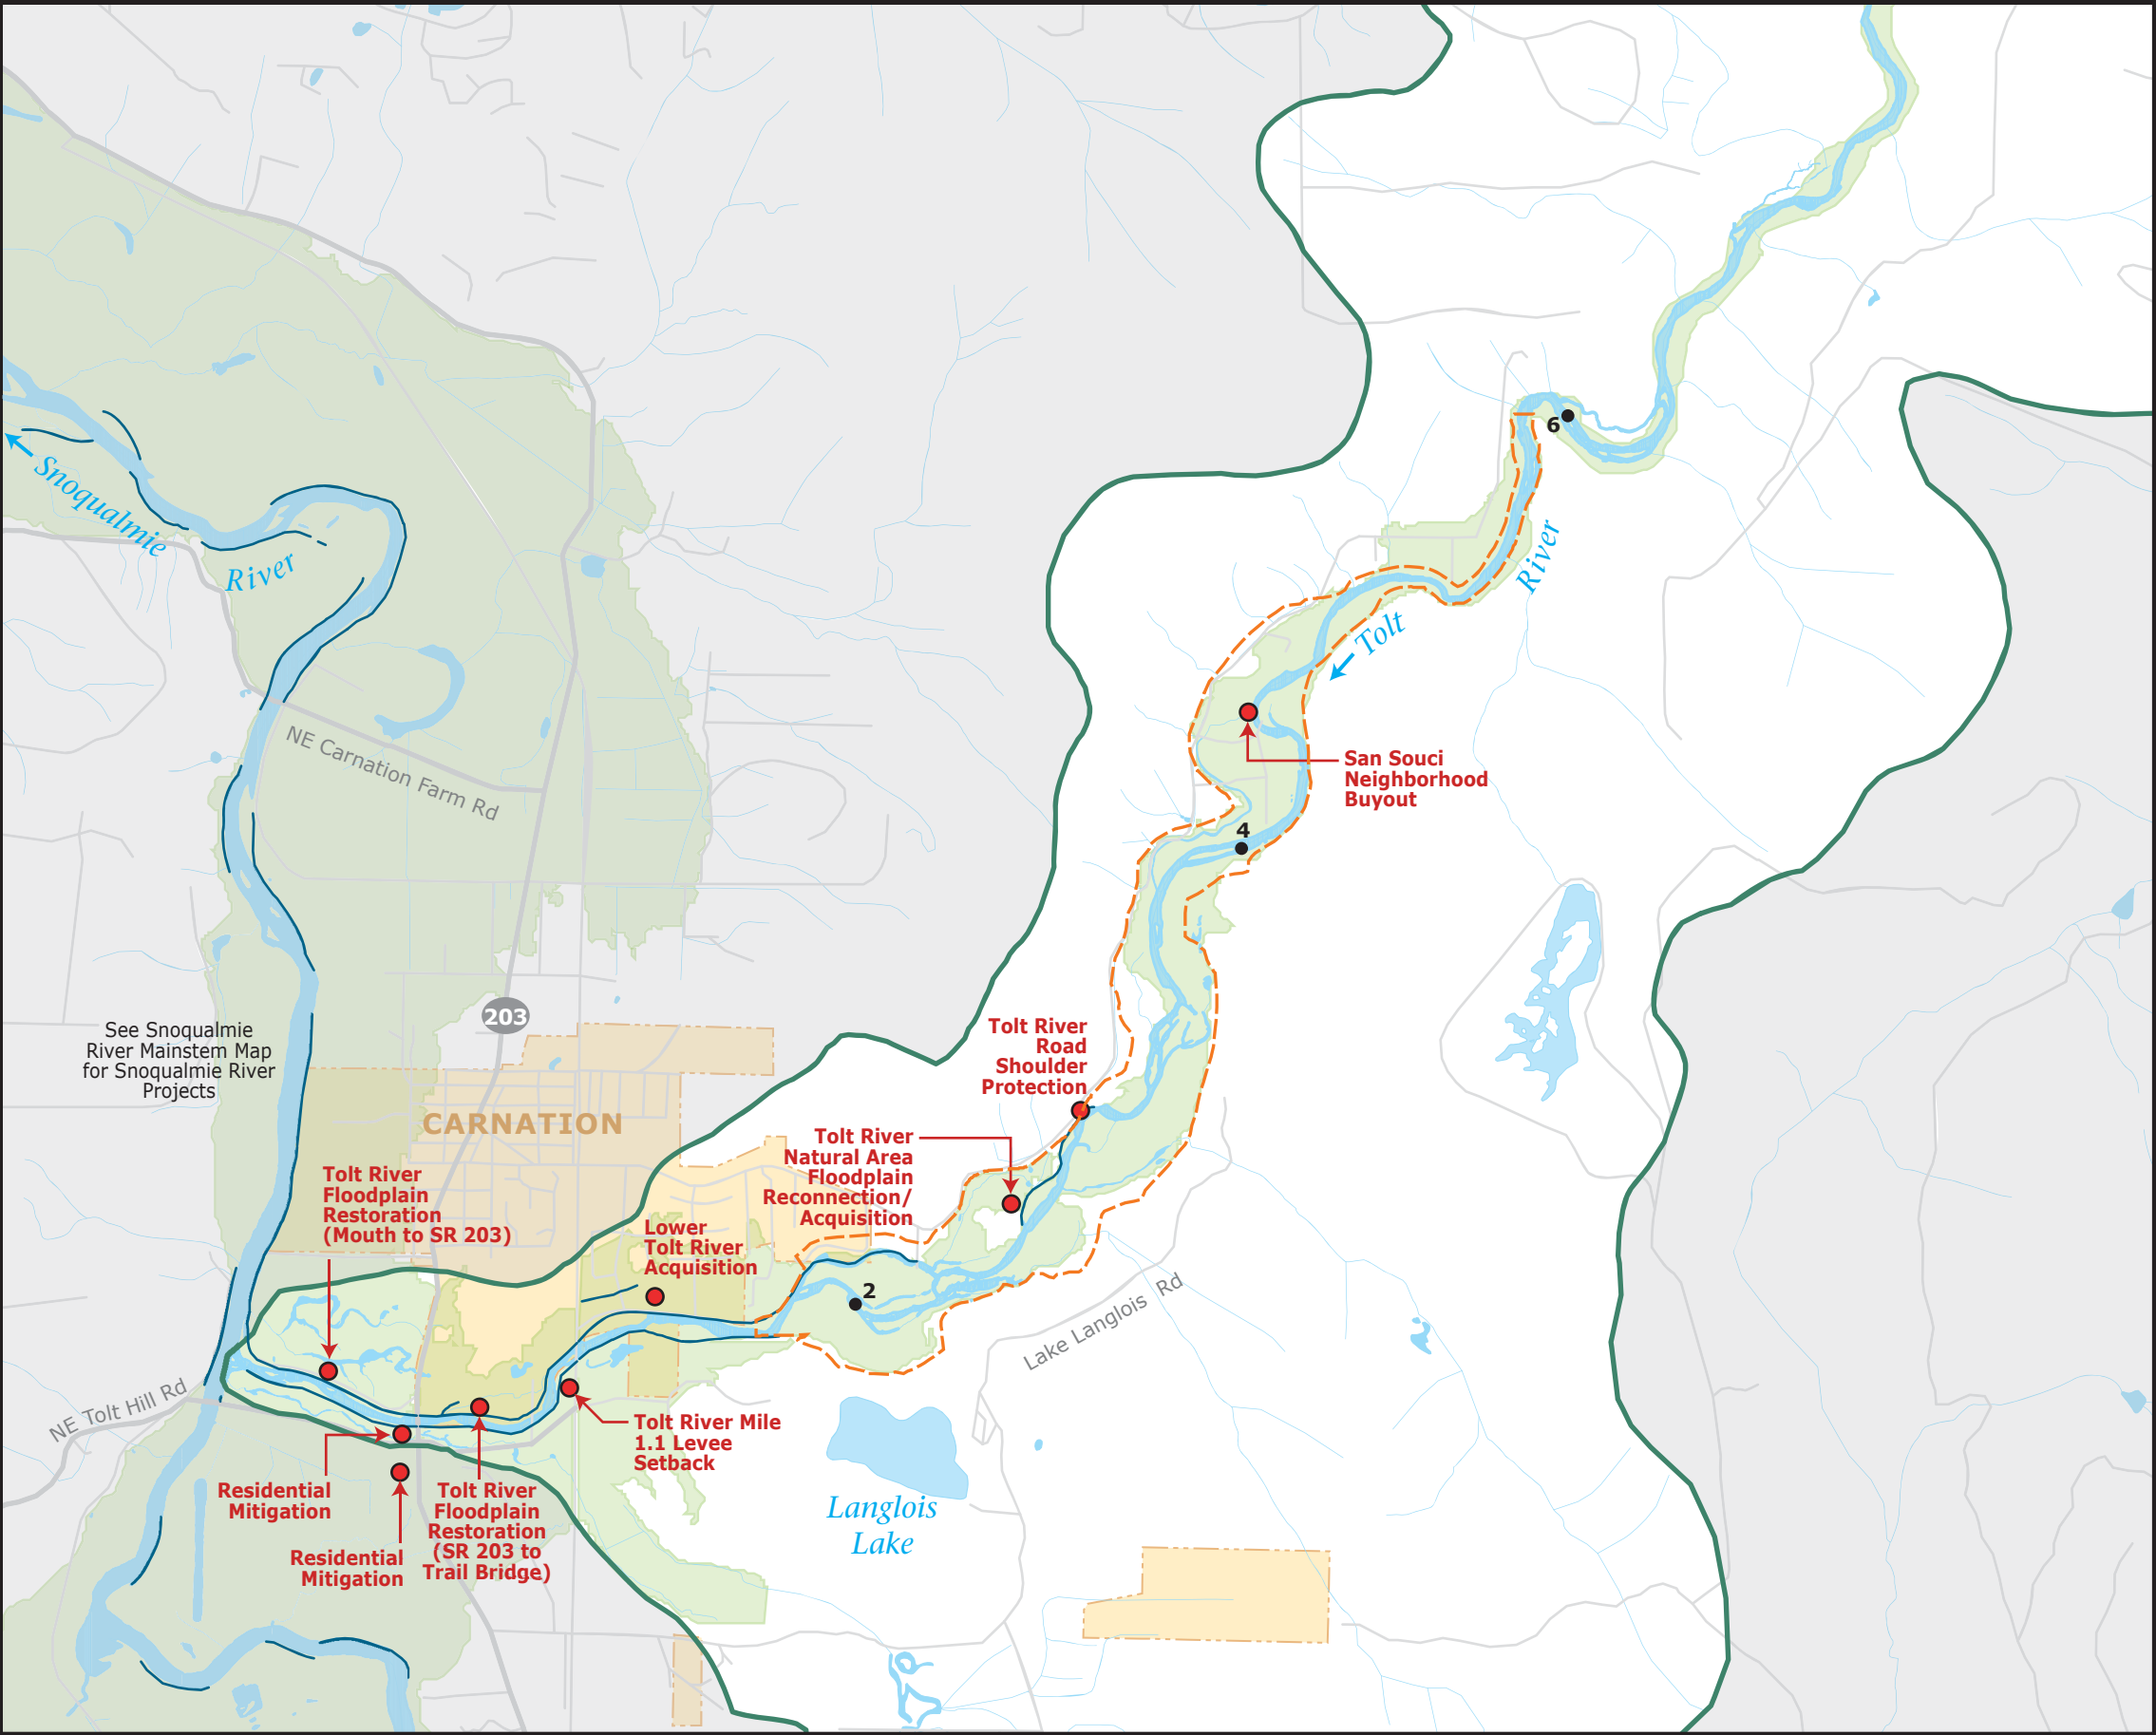 6
Snoqualmie
River
River
Tolt
NE Carnation Farm Rd
San Souci
Neighborhood
Buyout
4
203
See Snoqualmie
River Mainstem Map
for Snoqualmie River
Projects
Tolt River
Road
Shoulder
Protection
CARNATION
Tolt River
Natural Area
Floodplain
Reconnection/
Acquisition
Tolt River
Floodplain
Restoration
(Mouth to SR 203)
Lower
Tolt River
Acquisition
2
Lake Langlois Rd
NE Tolt Hill Rd
Tolt River Mile
1.1 Levee
Setback
Residential
Mitigation
Tolt River
Floodplain
Restoration
(SR 203 to
Trail Bridge)
Residential
Mitigation
Langlois
Lake